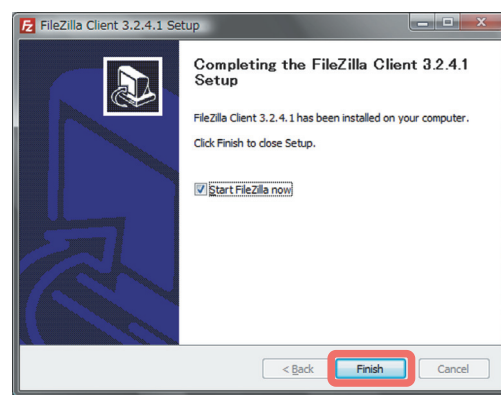 FileZilla Client 3.2.4.1 Setup
Completing the FileZilla Client 3.2.4.1
Setup
FileZilla Client 3.2.4.1 has been installed on your computer.
Click Finish to close Setup.
Start FileZilla now
< Back Finish Cancel